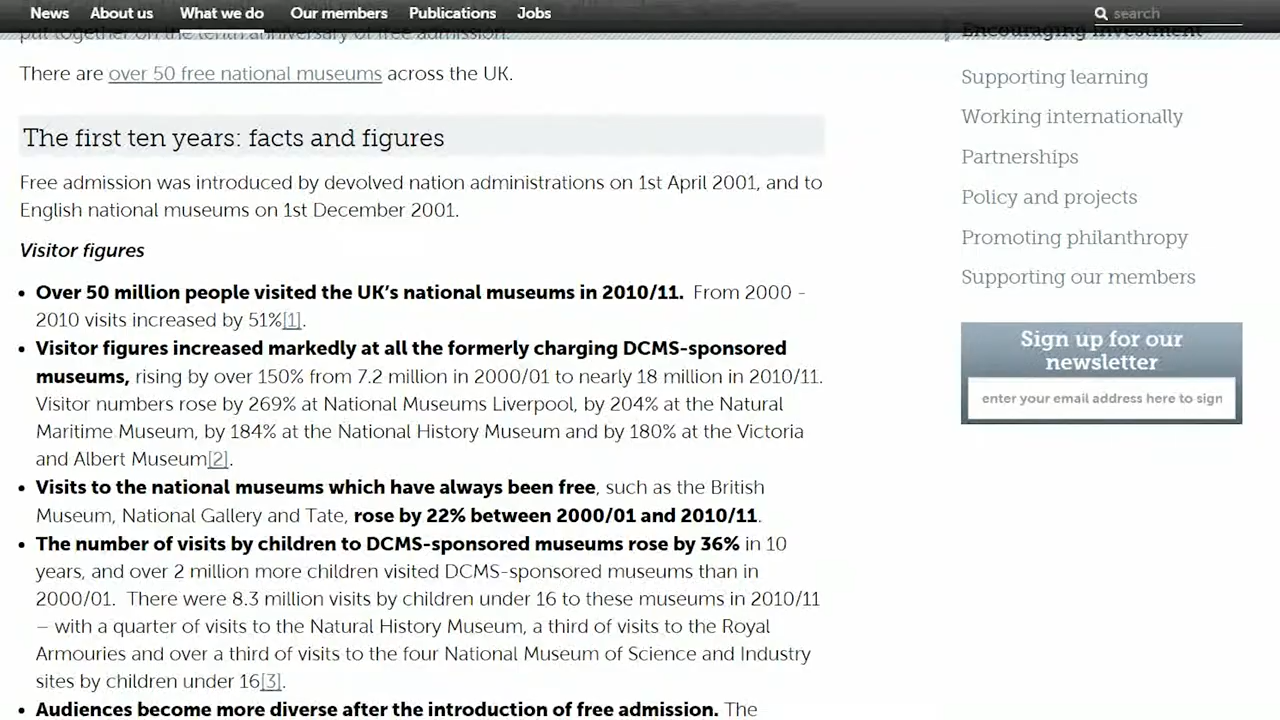 News About us What we do Our members Publications Jobs search
put together on the tenth anniversary of free admission.
There are over 50 free national museums across the UK.
The first ten years: facts and figures
Free admission was introduced by devolved nation administrations on 1st April 2001, and to
English national museums on 1st December 2001.
Visitor figures
• Over 50 million people visited the UK's national museums in 2010/11. From 2000 -
2010 visits increased by 51%[1].
• Visitor figures increased markedly at all the formerly charging DCMS-sponsored
museums, rising by over 150% from 7.2 million in 2000/01 to nearly 18 million in 2010/11.
Visitor numbers rose by 269% at National Museums Liverpool, by 204% at the Natural
Maritime Museum, by 184% at the National History Museum and by 180% at the Victoria
and Albert Museum[2].
• Visits to the national museums which have always been free, such as the British
Museum, National Gallery and Tate, rose by 22% between 2000/01 and 2010/11.
• The number of visits by children to DCMS-sponsored museums rose by 36% in 10
years, and over 2 million more children visited DCMS-sponsored museums than in
2000/01. There were 8.3 million visits by children under 16 to these museums in 2010/11
– with a quarter of visits to the Natural History Museum, a third of visits to the Royal
Armouries and over a third of visits to the four National Museum of Science and Industry
sites by children under 16[3].
• Audiences become more diverse after the introduction of free admission. The
Encouraging investment
Supporting learning
Working internationally
Partnerships
Policy and projects
Promoting philanthropy
Supporting our members
Sign up for our
newsletter
enter your email address here to sign